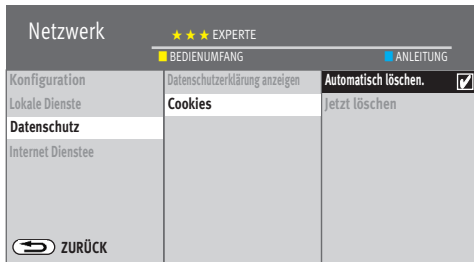 Netzwerk
★ ★ ★ EXPERTE
BEDIENUMFANG
ANLEITUNG
Konfiguration
Lokale Dienste
Datenschutz
Internet Dienstee
Datenschutzerklärung anzeigen
Cookies
Automatisch löschen.
Jetzt löschen
ZURÜCK